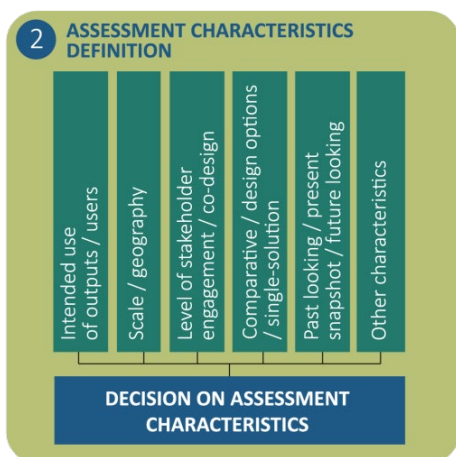 2
ASSESSMENT CHARACTERISTICS
DEFINITION
Intended use
of outputs / users
Scale / geography
Level of stakeholder
engagement / co-design
Comparative / design options
/ single-solution
Past looking / present
snapshot / future looking
Other characteristics
DECISION ON ASSESSMENT
CHARACTERISTICS